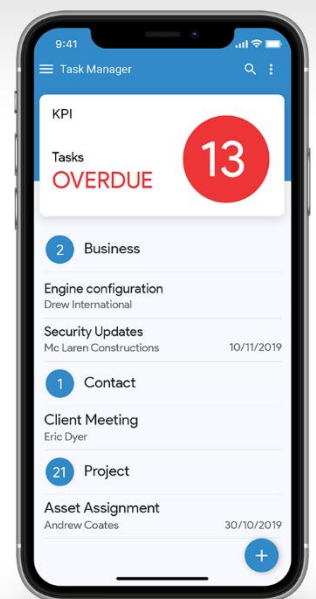 9:41
Task Manager
KPI
Tasks
OVERDUE
13
2 Business
Engine configuration
Drew International
Security Updates
Mc Laren Constructions 10/11/2019
1 Contact
Client Meeting
Eric Dyer
21 Project
Asset Assignment
Andrew Coates 30/10/2019
+